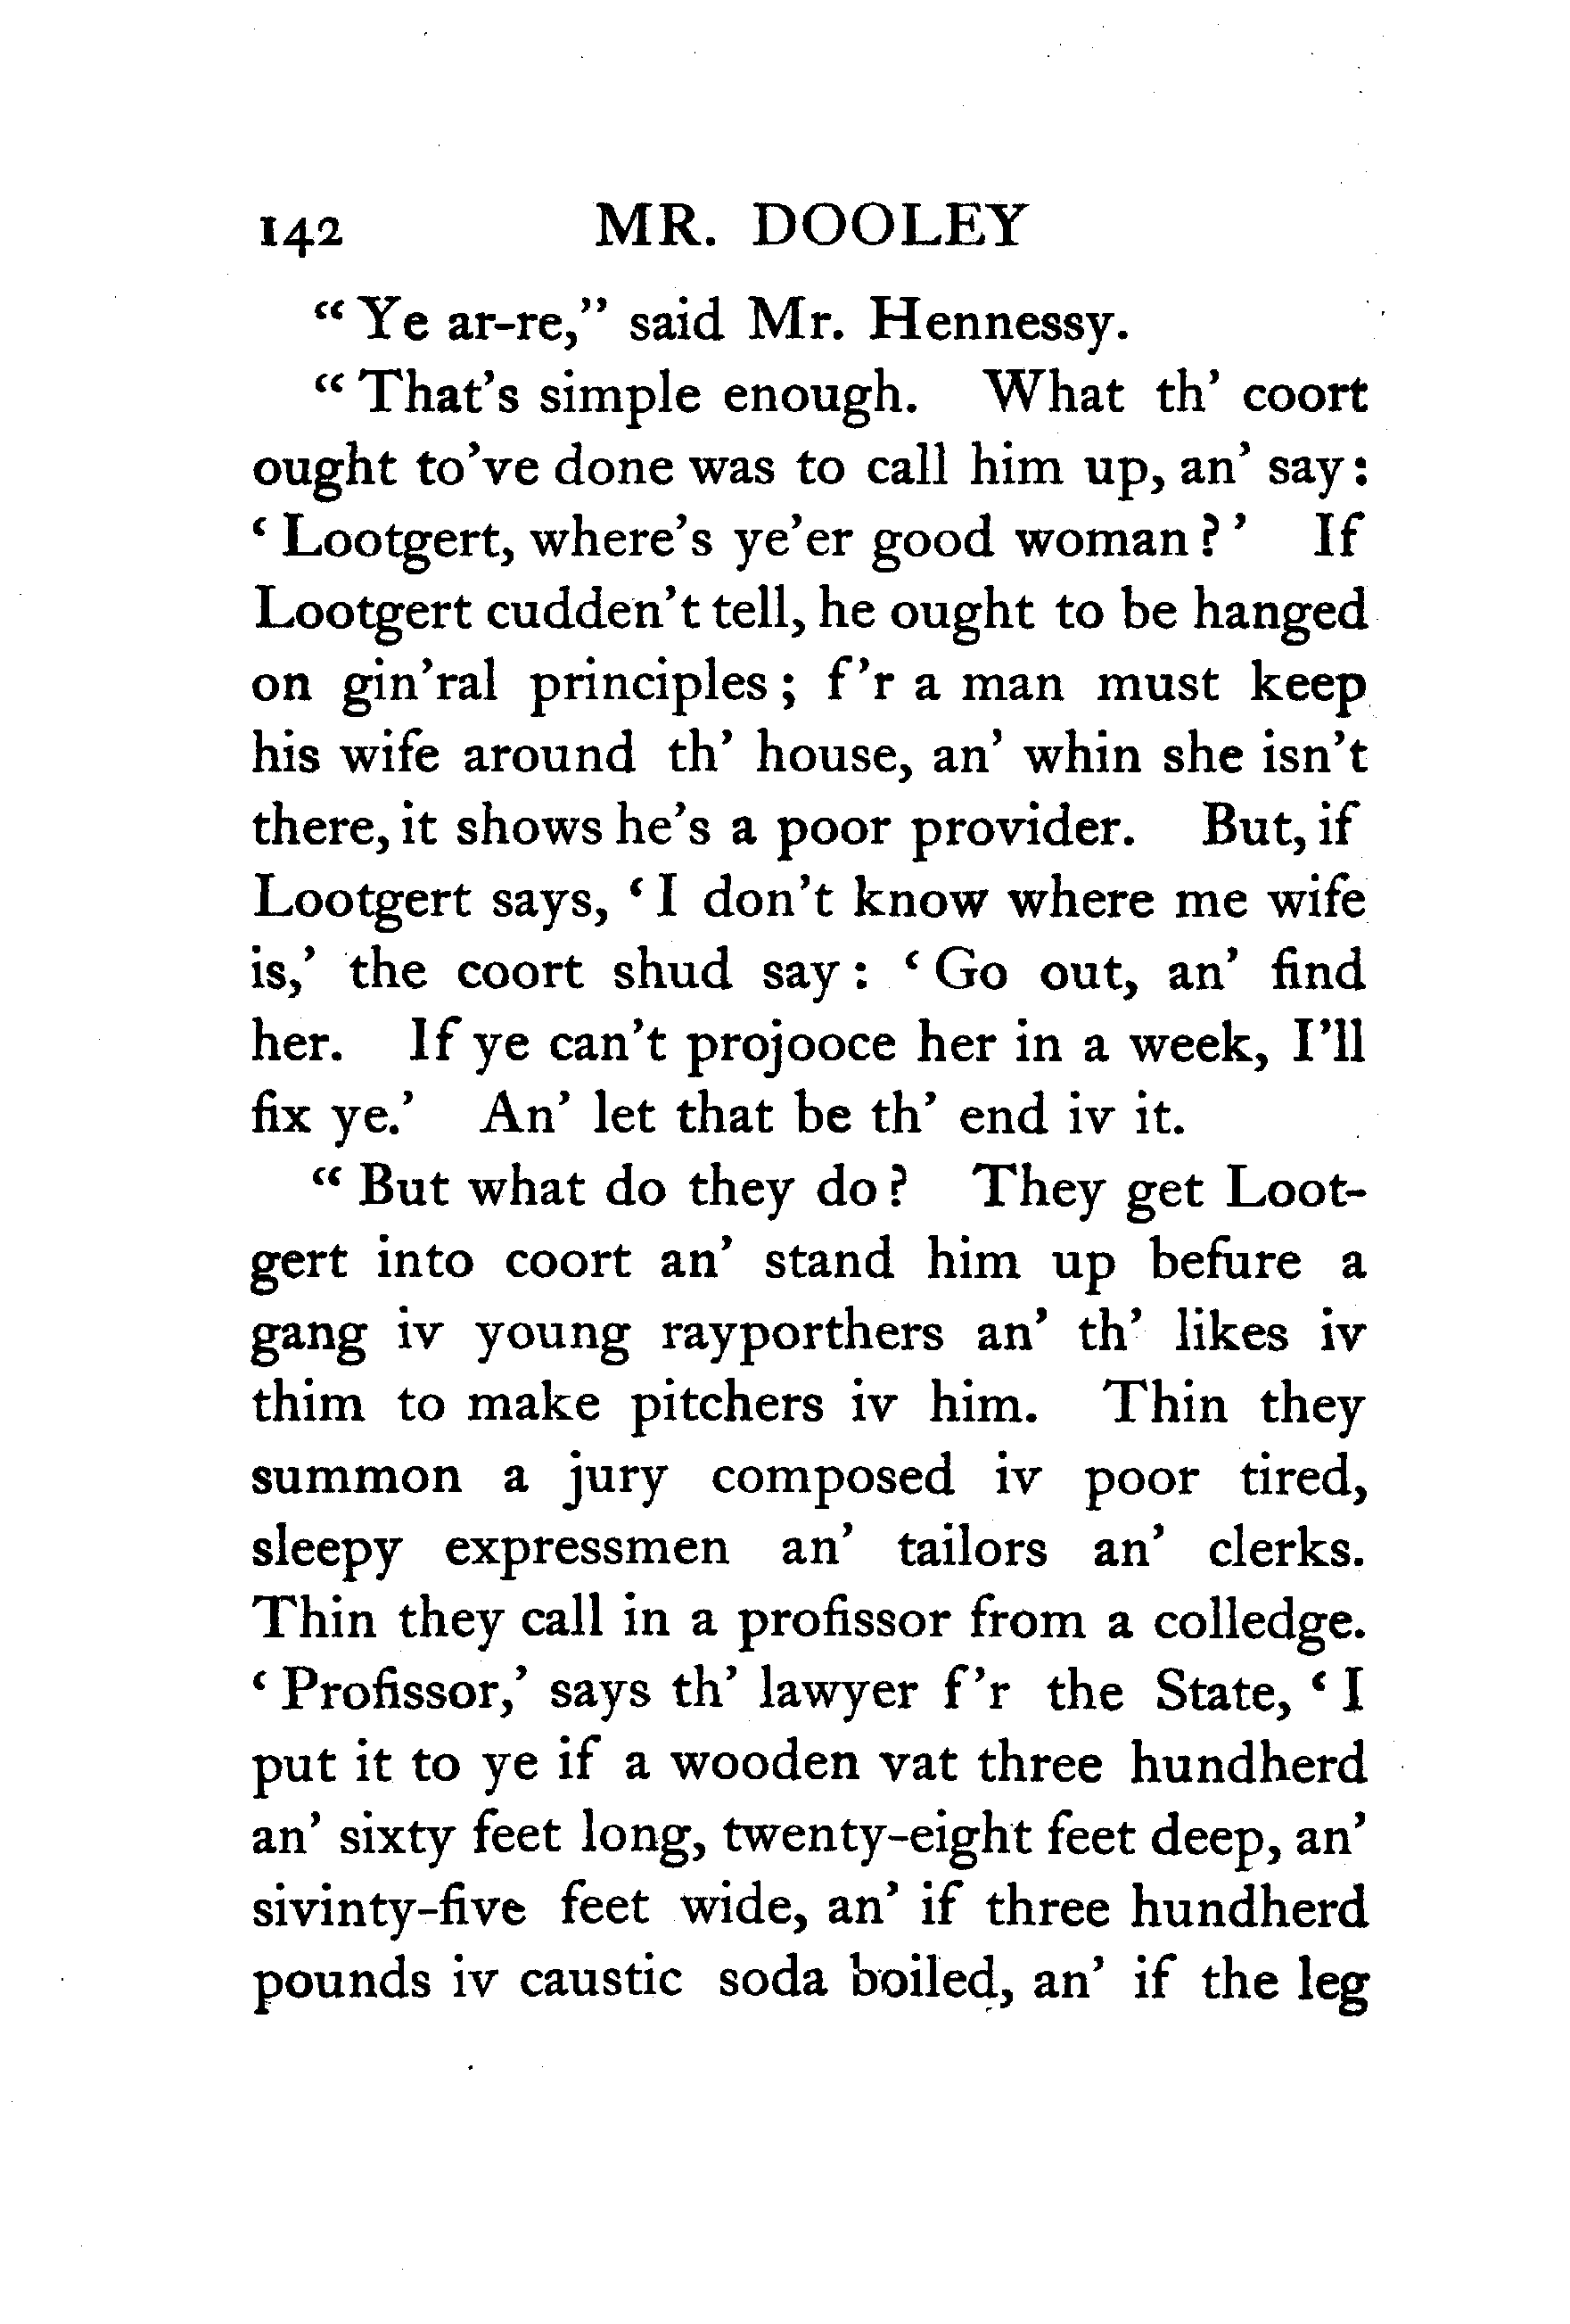 142 MR. DOOLEY
“Ye ar-re,” said Mr. Hennessy.
“That’s simple enough. What th’ coort
ought to’ve done was to call him up, an’ say:
‘Lootgert, where’s ye’er good woman?’ If
Lootgert cudden’t tell, he ought to be hanged
on gin’ral principles; f’r a man must keep
his wife around th’ house, an’ whin she isn’t
there, it shows he’s a poor provider. But, if
Lootgert says, ‘I don’t know where me wife
is,’ the coort shud say: ‘Go out, an’ find
her. If ye can’t projooce her in a week, I’ll
fix ye.’ An’ let that be th’ end iv it.
“But what do they do? They get Loot-
gert into coort an’ stand him up befure a
gang iv young rayporthers an’ th’ likes iv
thim to make pitchers iv him. Thin they
summon a jury composed iv poor tired,
sleepy expressmen an’ tailors an’ clerks.
Thin they call in a profissor from a colledge.
‘Profissor,’ says th’ lawyer f’r the State, ‘I
put it to ye if a wooden vat three hundherd
an’ sixty feet long, twenty-eight feet deep, an’
sivinty-five feet wide, an’ if three hundherd
pounds iv caustic soda boiled, an’ if the leg